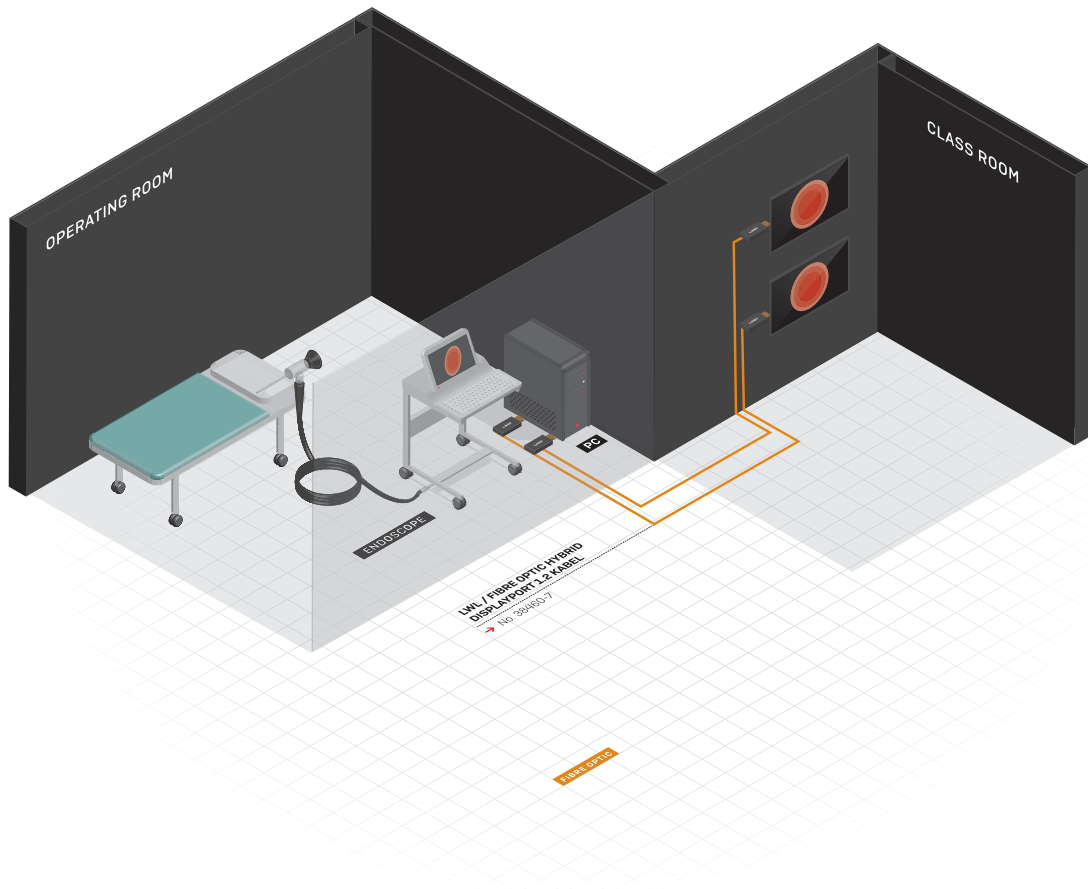 OPERATING ROOM
CLASS ROOM
PC
ENDOSCOPE
LWL / FIBRE OPTIC HYBRID
DISPLAYPORT 1.2 KABEL
→ No. 38460-7
FIBRE OPTIC